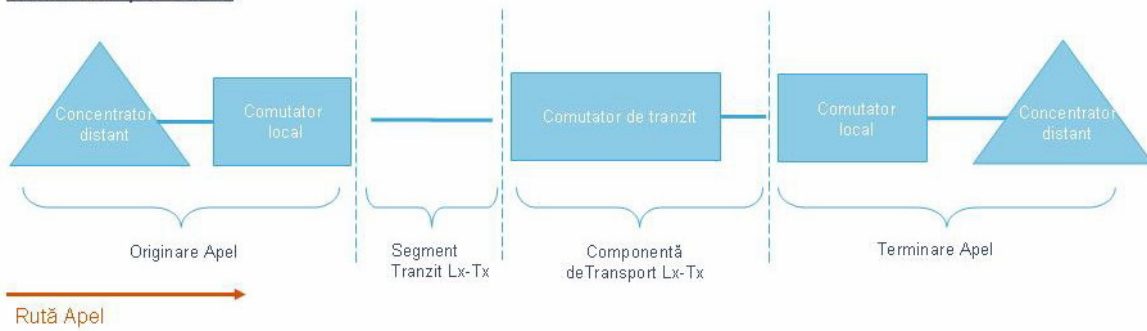 Concentrator
distant
Comutator
local
Comutator de tranzit
Comutator
local
Concentrator
distant
Originare Apel
Segment
Tranzit Lx-Tx
Componentă
deTransport Lx-Tx
Terminare Apel
Rută Apel